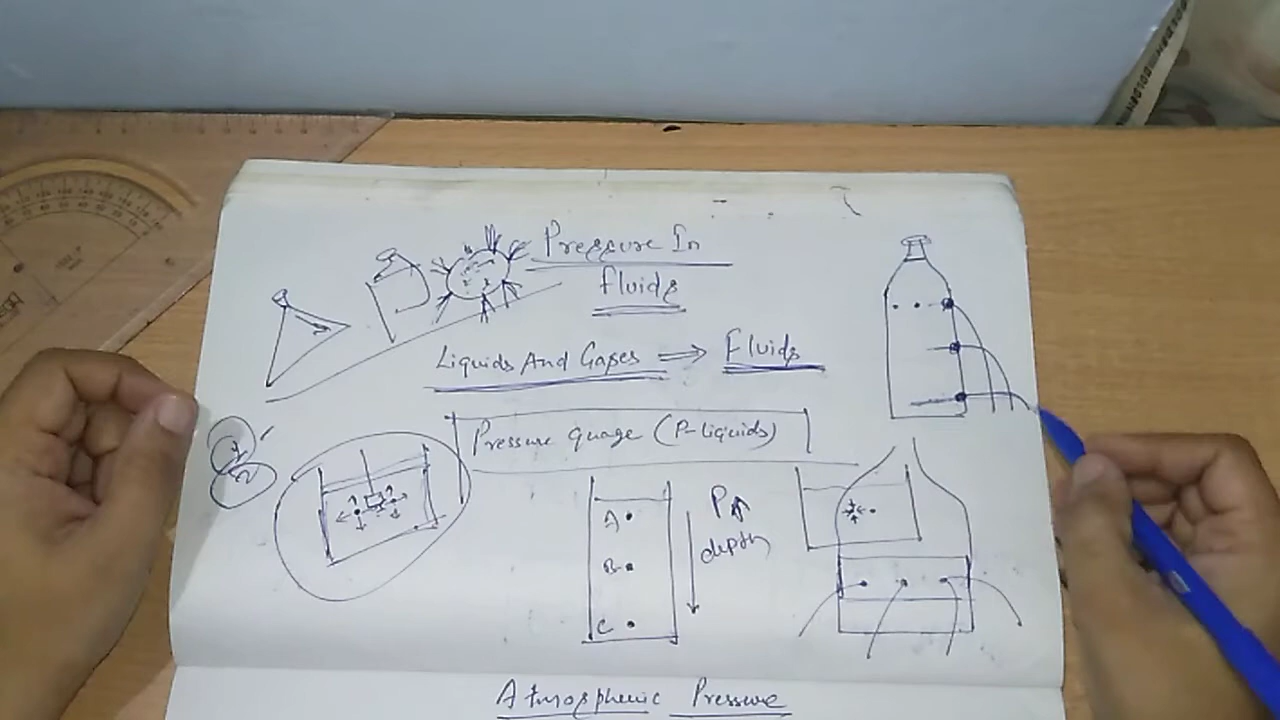 Pressure In
fluids
Liquids And Gases ⇒ Fluids
Pressure guage (P-liquids)
A
B
C
P↑
depth
Atmospheric Pressure